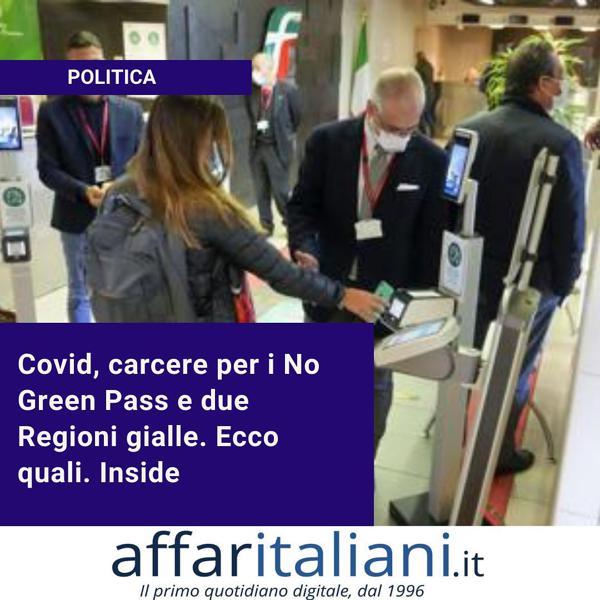 POLITICA
Covid, carcere per i No
Green Pass e due
Regioni gialle. Ecco
quali. Inside
affaritaliani.it
Il primo quotidiano digitale, dal 1996